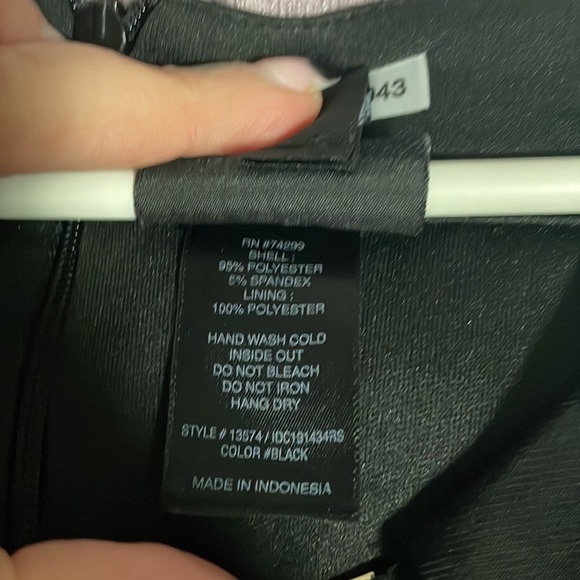 043
RN #74299
SHELL :
95% POLYESTER
5% SPANDEX
LINING :
100% POLYESTER
HAND WASH COLD
INSIDE OUT
DO NOT BLEACH
DO NOT IRON
HANG DRY
STYLE # 13574 / IDC191434RS
COLOR #BLACK
MADE IN INDONESIA